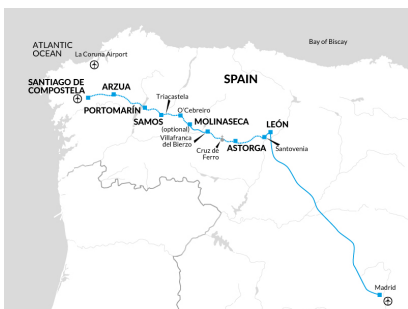 ATLANTIC
OCEAN
La Coruna Airport
Bay of Biscay
SANTIAGO DE
COMPOSTELA
ARZUA
Triacastela
SPAIN
PORTOMARÍN
O'Cebreiro
SAMOS
(optional)
MOLINASECA
Villafranca
del Bierzo
Cruz de
Ferro
LEÓN
ASTORGA
Santovenia
Madrid